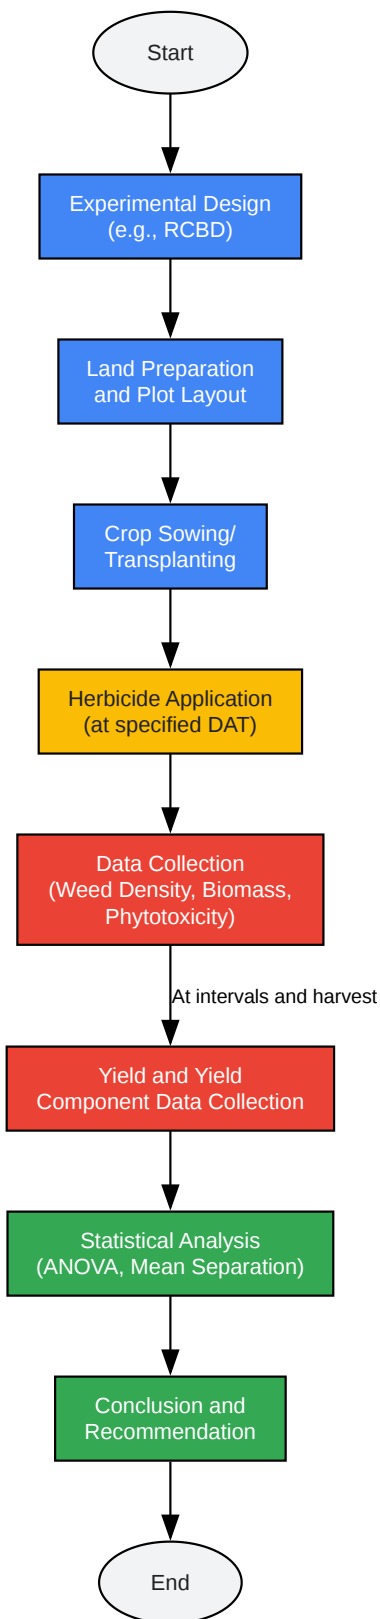 Start
Experimental Design
(e.g., RCBD)
Land Preparation
and Plot Layout
Crop Sowing/
Transplanting
Herbicide Application
(at specified DAT)
Data Collection
(Weed Density, Biomass,
Phytotoxicity)
At intervals and harvest
Yield and Yield
Component Data Collection
Statistical Analysis
(ANOVA, Mean Separation)
Conclusion and
Recommendation
End